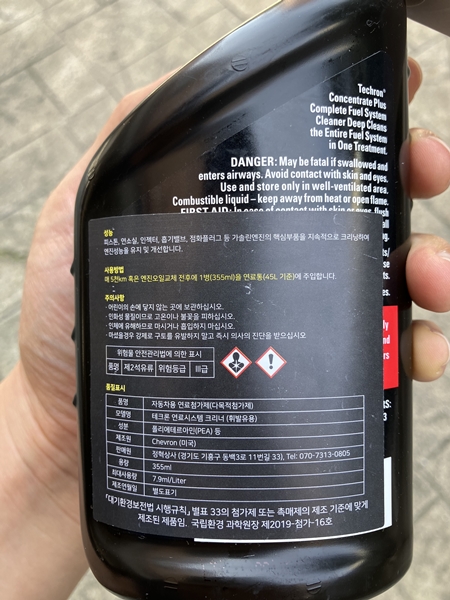 Techron®
Concentrate Plus
Complete Fuel System
Cleaner Deep Cleans
the Entire Fuel System
in One Treatment.
DANGER: May be fatal if swallowed and
enters airways. Avoid contact with skin and eyes.
Use and store only in well-ventilated area.
Combustible liquid – keep away from heat or open flame.
FIRST AID: In case of contact with skin or eyes, flush
성능
피스톤, 연소실, 인젝터, 흡기밸브, 점화플러그 등 가솔린엔진의 핵심부품을 지속적으로 크리닝하여
엔진성능을 유지 및 개선합니다.
사용방법
매 5천km 혹은 엔진오일교체 전후에 1병(355ml)을 연료통(45L 기준)에 주입합니다.
주의사항
· 어린이의 손에 닿지 않는 곳에 보관하십시오.
· 인화성 물질이므로 고온이나 불꽃을 피하십시오.
· 인체에 유해하므로 마시거나 흡입하지 마십시오.
· 마셨을경우 강제로 구토를 유발하지 말고 즉시 의사의 진단을 받으십시오
위험물 안전관리법에 의한 표시
품명 제2석유류 위험등급 III급
품질표시
품명 자동차용 연료첨가제(다목적첨가제)
모델명 테크론 연료시스템 크리너 (휘발유용)
성분 폴리에테르아민(PEA) 등
제조원 Chevron (미국)
판매원 정혁상사 (경기도 기흥구 동백3로 11번길 33), Tel: 070-7313-0805
용량 355ml
최대사용량 7.9ml/Liter
제조연월일 별도표기
「대기환경보전법 시행규칙」 별표 33의 첨가제 또는 촉매제의 제조 기준에 맞게
제조된 제품임. 국립환경 과학원장 제2019-첨가-16호